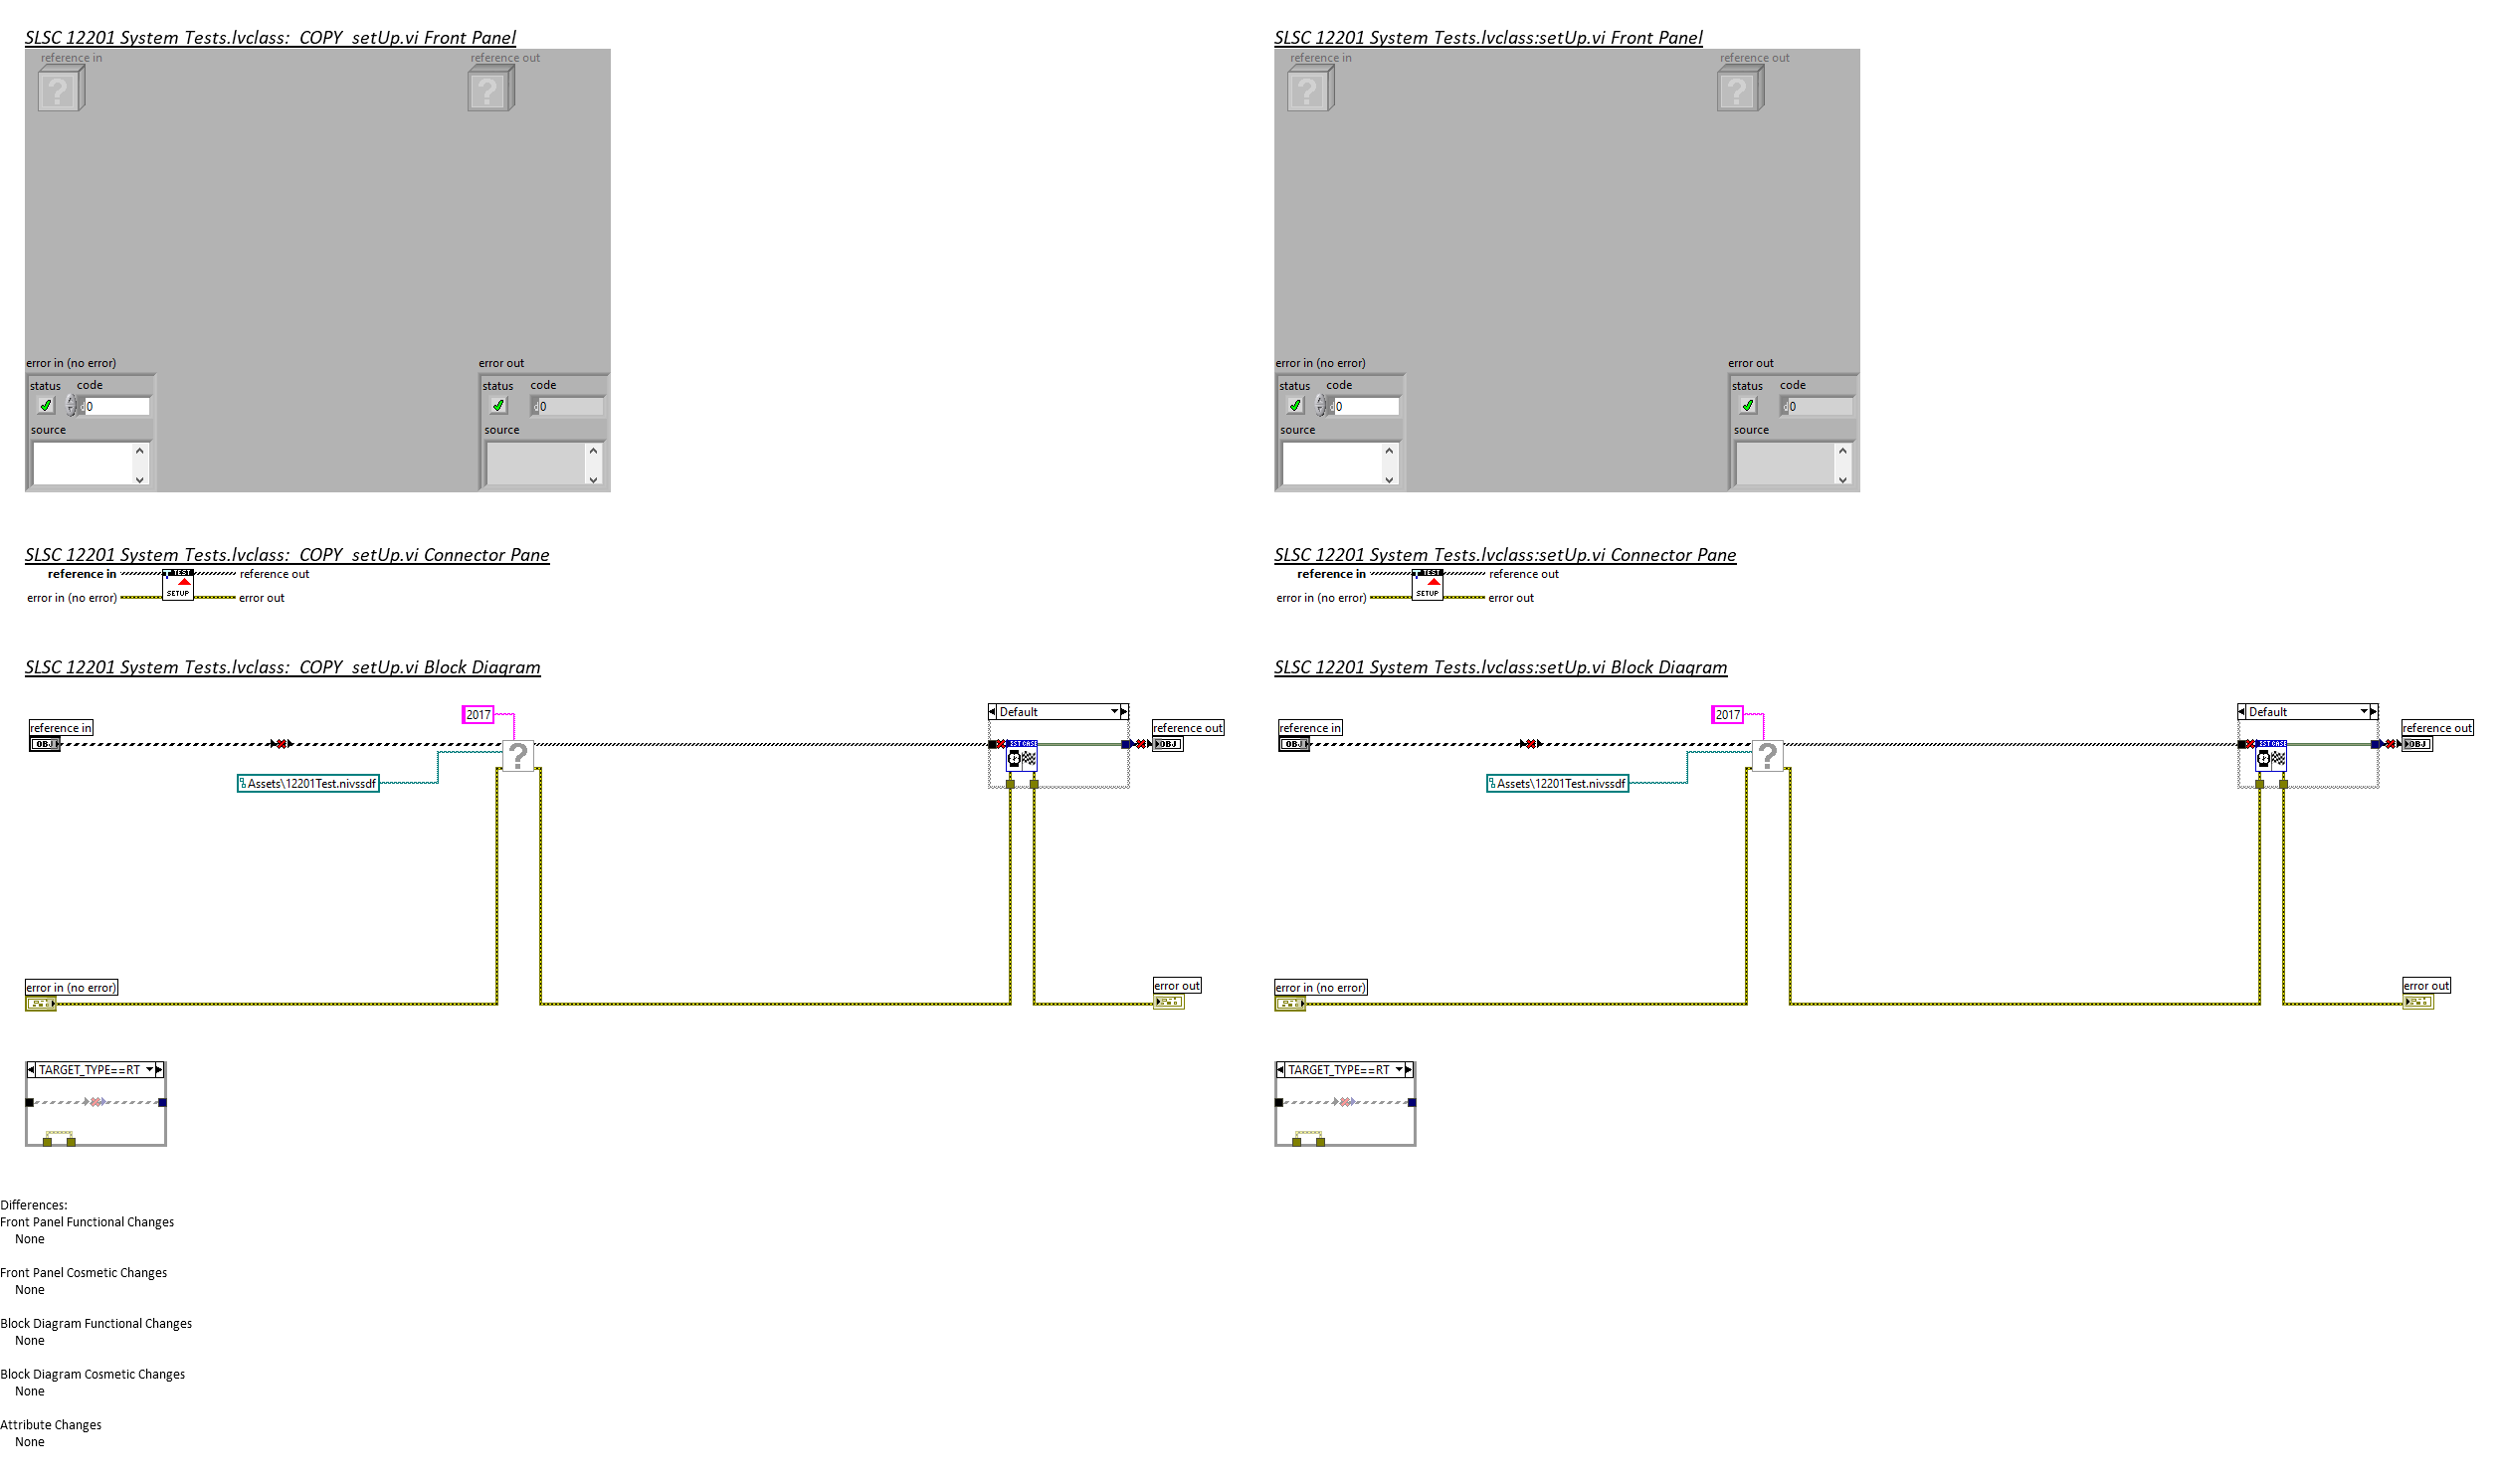 SLSC 12201 System Tests.lvclass:_COPY_setUp.vi Front Panel
reference in
reference out
?
?
error in (no error)
error out
status code
status code
d 0
d 0
source
source
SLSC 12201 System Tests.lvclass:_COPY_setUp.vi Connector Pane
reference in
TEST
reference out
error in (no error)
SETUP
error out
SLSC 12201 System Tests.lvclass:_COPY_setUp.vi Block Diagram
2017
Default
reference in
reference out
OBJ
?
EST CASE
OBJ
Assets\12201Test.nivssdf
error in (no error)
error out
TARGET_TYPE==RT
SLSC 12201 System Tests.lvclass:setUp.vi Front Panel
reference in
reference out
?
?
error in (no error)
error out
status code
status code
d 0
d 0
source
source
SLSC 12201 System Tests.lvclass:setUp.vi Connector Pane
reference in
TEST
reference out
error in (no error)
SETUP
error out
SLSC 12201 System Tests.lvclass:setUp.vi Block Diagram
2017
Default
reference in
reference out
OBJ
?
EST CASE
OBJ
Assets\12201Test.nivssdf
error in (no error)
error out
TARGET_TYPE==RT
Differences:
Front Panel Functional Changes
None
Front Panel Cosmetic Changes
None
Block Diagram Functional Changes
None
Block Diagram Cosmetic Changes
None
Attribute Changes
None